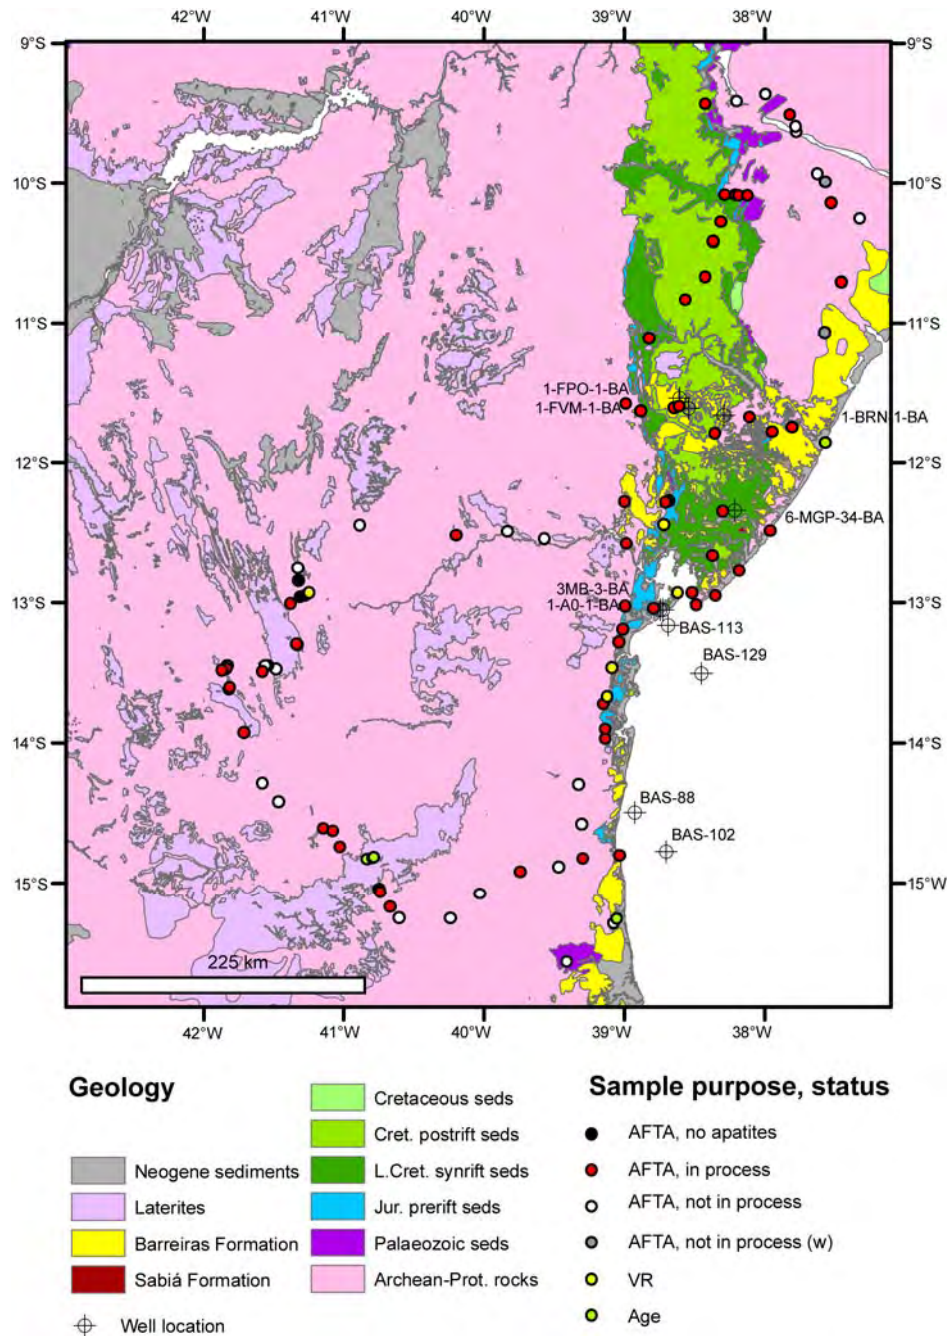 42°W 41°W 40°W 39°W 38°W
9°S 9°S
10°S 10°S
11°S 11°S
1-FPO-1-BA
1-FVM-1-BA
1-BRN-1-BA
12°S 12°S
6-MGP-34-BA
3MB-3-BA
13°S 13°S
1-A0-1-BA
BAS-113
BAS-129
14°S 14°S
BAS-88
BAS-102
15°S 15°W
225 km
42°W 41°W 40°W 39°W 38°W
Geology
Neogene sediments
Laterites
Barreiras Formation
Sabiá Formation
Well location
Cretaceous seds
Cret. postrift seds
L.Cret. synrift seds
Jur. prerift seds
Palaeozoic seds
Archean-Prot. rocks
Sample purpose, status
AFTA, no apatites
AFTA, in process
AFTA, not in process
AFTA, not in process (w)
VR
Age